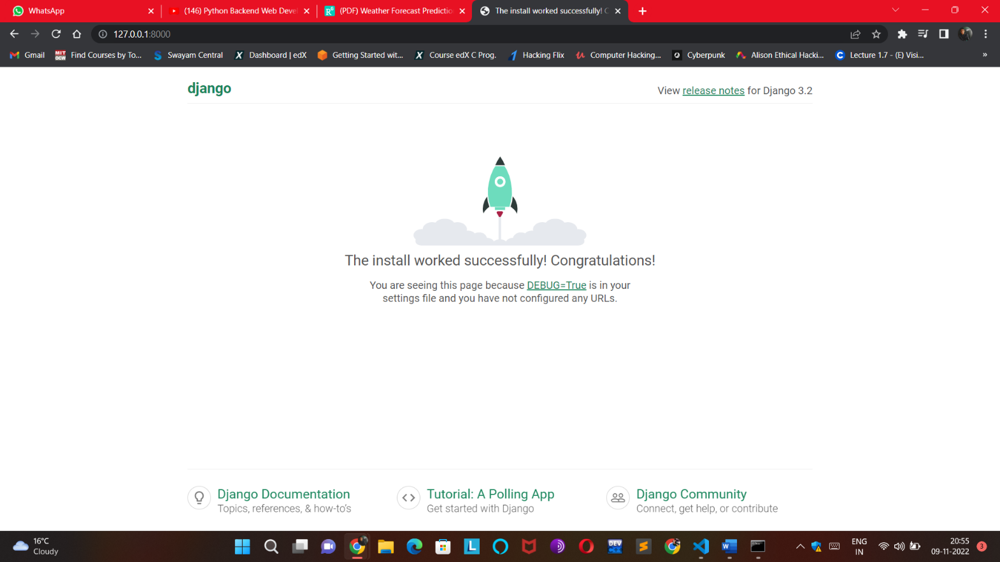 WhatsApp
(146) Python Backend Web Devel
(PDF) Weather Forecast Predictio
The install worked successfully! C
127.0.0.1:8000
Gmail
MIT OCW
Find Courses by To...
Swayam Central
Dashboard | edX
Getting Started wit...
Course edX C Prog.
Hacking Flix
Computer Hacking...
Cyberpunk
Alison Ethical Hacki...
Lecture 1.7 - (E) Visi...
»
django
View release notes for Django 3.2
The install worked successfully! Congratulations!
You are seeing this page because DEBUG=True is in your
settings file and you have not configured any URLs.
Django Documentation
Topics, references, & how-to's
Tutorial: A Polling App
Get started with Django
Django Community
Connect, get help, or contribute
16°C
Cloudy
L
DEV
W
ENG
IN
20:55
09-11-2022
3